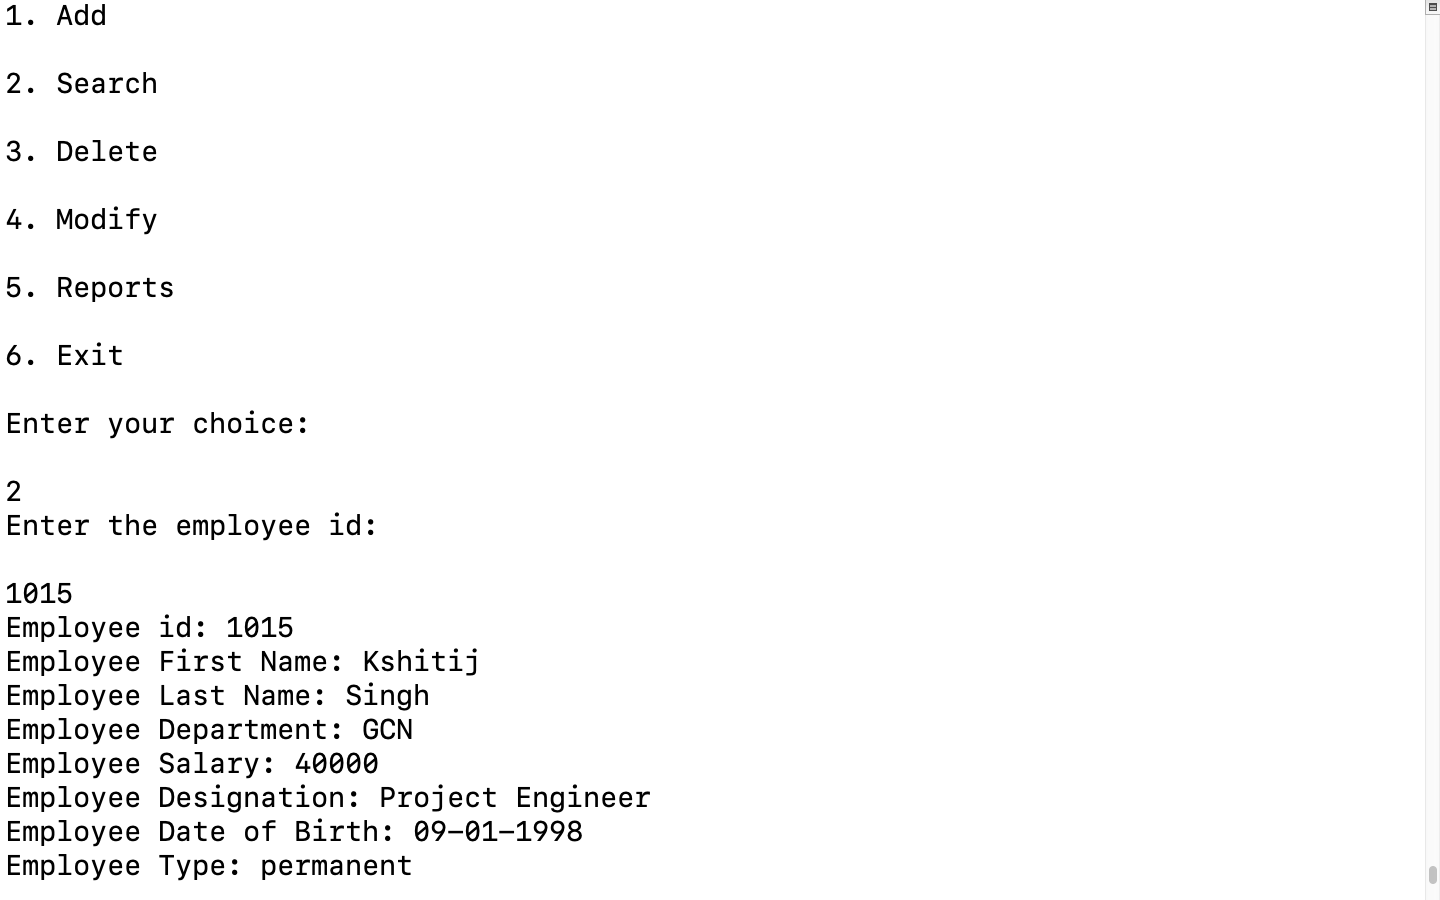 1. Add
2. Search
3. Delete
4. Modify
5. Reports
6. Exit
Enter your choice:
2
Enter the employee id:
1015
Employee id: 1015
Employee First Name: Kshitij
Employee Last Name: Singh
Employee Department: GCN
Employee Salary: 40000
Employee Designation: Project Engineer
Employee Date of Birth: 09-01-1998
Employee Type: permanent